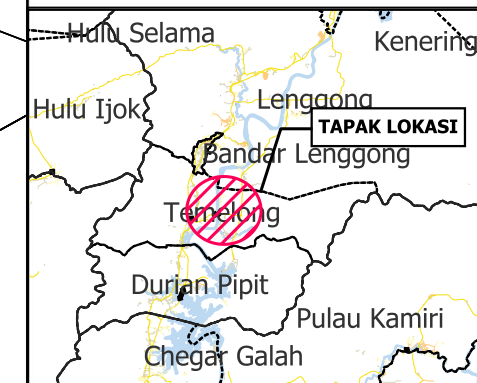 Hulu Selama
Kenering
Hulu Ijok
Lenggong
TAPAK LOKASI
Bandar Lenggong
Temelong
Durian Pipit
Pulau Kamiri
Chegar Galah